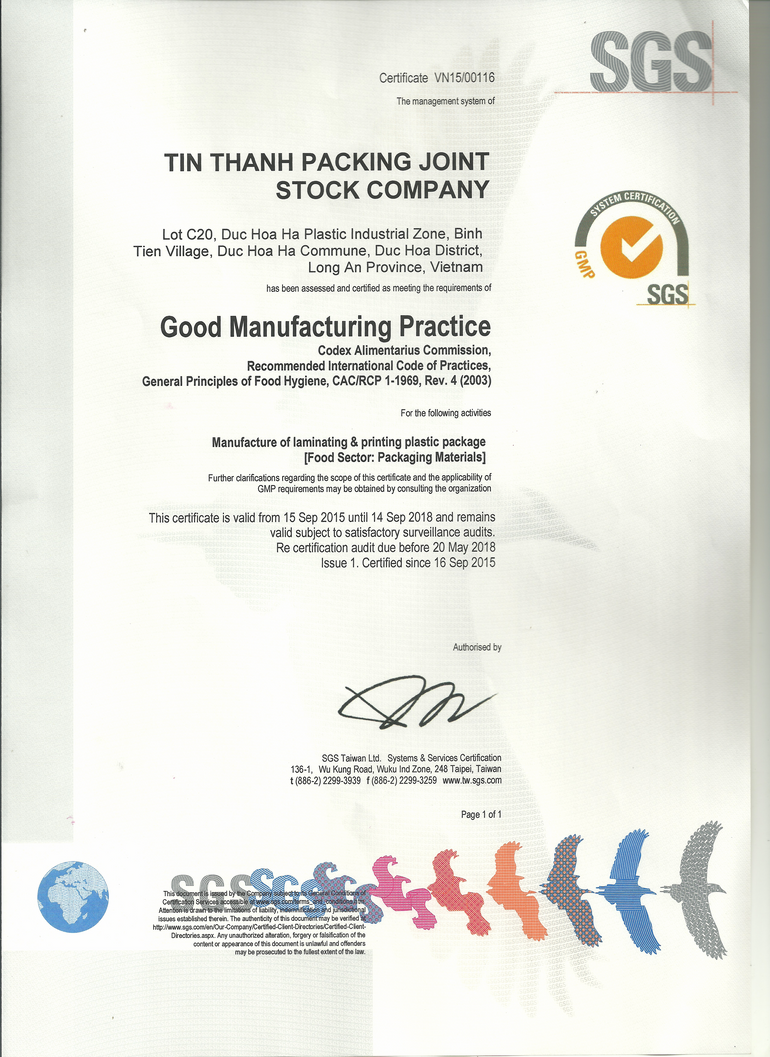 SGS
Certificate VN15/00116
The management system of
TIN THANH PACKING JOINT
STOCK COMPANY
Lot C20, Duc Hoa Ha Plastic Industrial Zone, Binh
Tien Village, Duc Hoa Ha Commune, Duc Hoa District,
Long An Province, Vietnam
has been assessed and certified as meeting the requirements of
SYSTEM CERTIFICATION
GMP
SGS
Good Manufacturing Practice
Codex Alimentarius Commission,
Recommended International Code of Practices,
General Principles of Food Hygiene, CAC/RCP 1-1969, Rev. 4 (2003)
For the following activities
Manufacture of laminating & printing plastic package
[Food Sector: Packaging Materials]
Further clarifications regarding the scope of this certificate and the applicability of
GMP requirements may be obtained by consulting the organization
This certificate is valid from 15 Sep 2015 until 14 Sep 2018 and remains
valid subject to satisfactory surveillance audits.
Re certification audit due before 20 May 2018
Issue 1. Certified since 16 Sep 2015
Authorised by
SGS Taiwan Ltd. Systems & Services Certification
136-1, Wu Kung Road, Wuku Ind Zone, 248 Taipei, Taiwan
t (886-2) 2299-3939 f (886-2) 2299-3259 www.tw.sgs.com
Page 1 of 1
SGS SGS
This document is issued by the Company subject to its General Conditions of
Certification Services accessible at www.sgs.com/terms_and_conditions.htm.
Attention is drawn to the limitations of liability, indemnification and jurisdictional
issues established therein. The authenticity of this document may be verified at
http://www.sgs.com/en/Our-Company/Certified-Client-
Directories/Certified-Client-
Directories.aspx. Any unauthorized alteration, forgery or falsification of the
content or appearance of this document is unlawful and offenders
may be prosecuted to the fullest extent of the law.